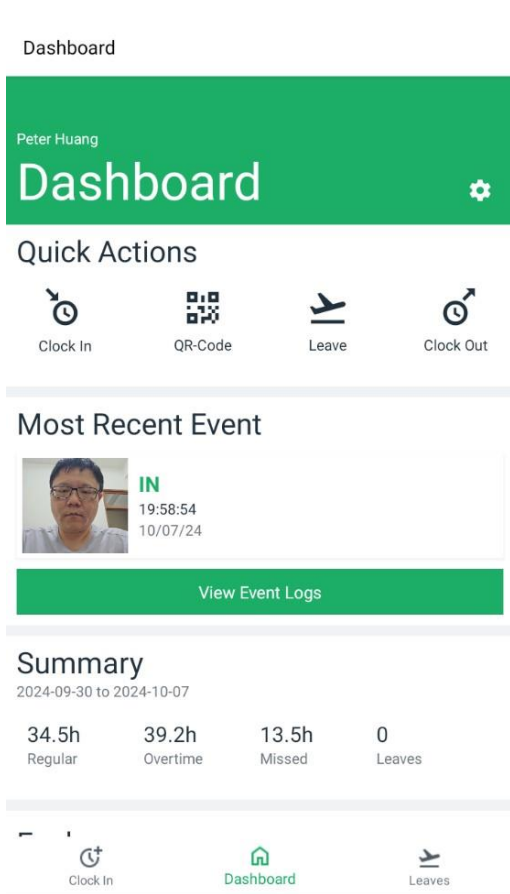 Dashboard
Peter Huang
Dashboard
Quick Actions
Clock In
QR-Code
Leave
Clock Out
Most Recent Event
IN
19:58:54
10/07/24
View Event Logs
Summary
2024-09-30 to 2024-10-07
34.5h
39.2h
13.5h
0
Regular
Overtime
Missed
Leaves
Clock In
Dashboard
Leaves